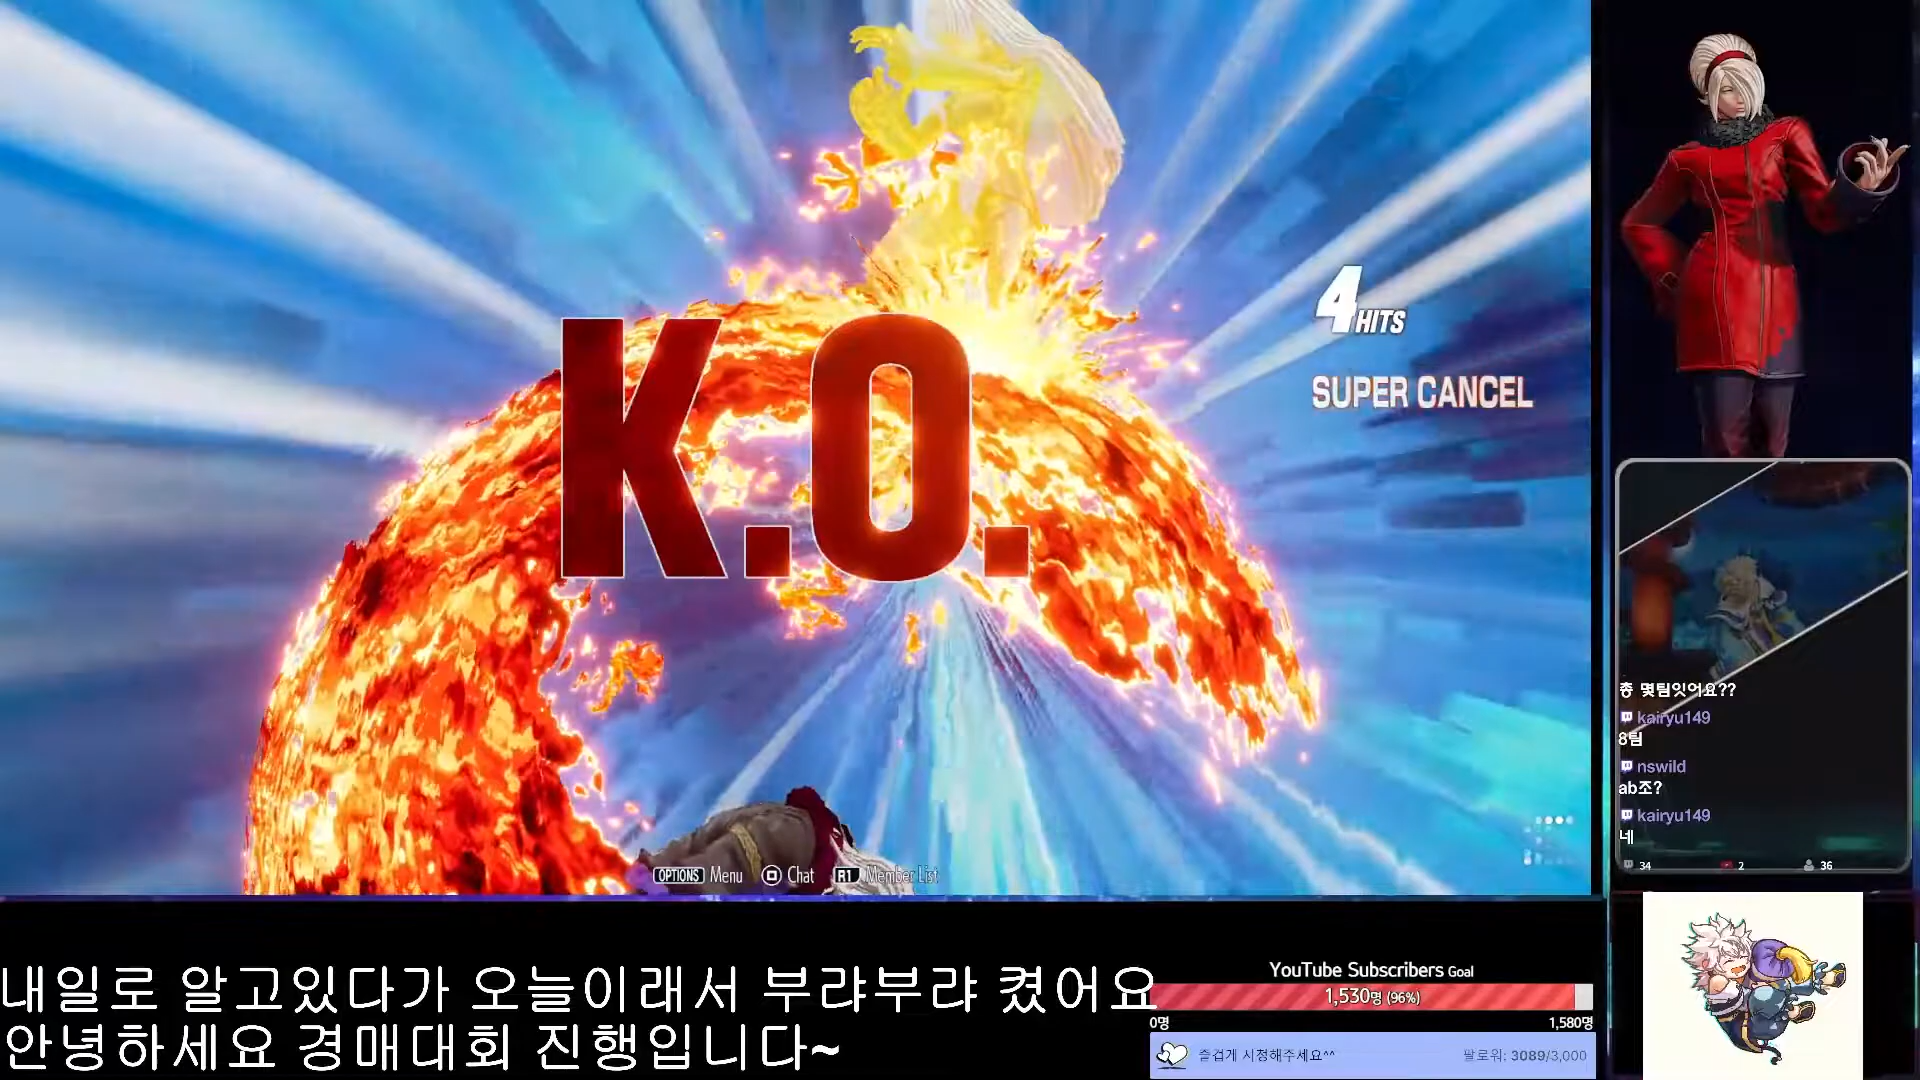 4 HITS
SUPER CANCEL
K.O.
OPTIONS Menu Chat R1 Member List
총 몇팀잇어요??
kairyu149
8팀
nswild
ab조?
kairyu149
네
34 2 36
내일로 알고있다가 오늘이래서 부랴부랴 켰어요
안녕하세요 경매대회 진행입니다~
YouTube Subscribers Goal
1,530명 (96%)
0명 1,580명
즐겁게 시청해주세요^^ 팔로워: 3089/3,000